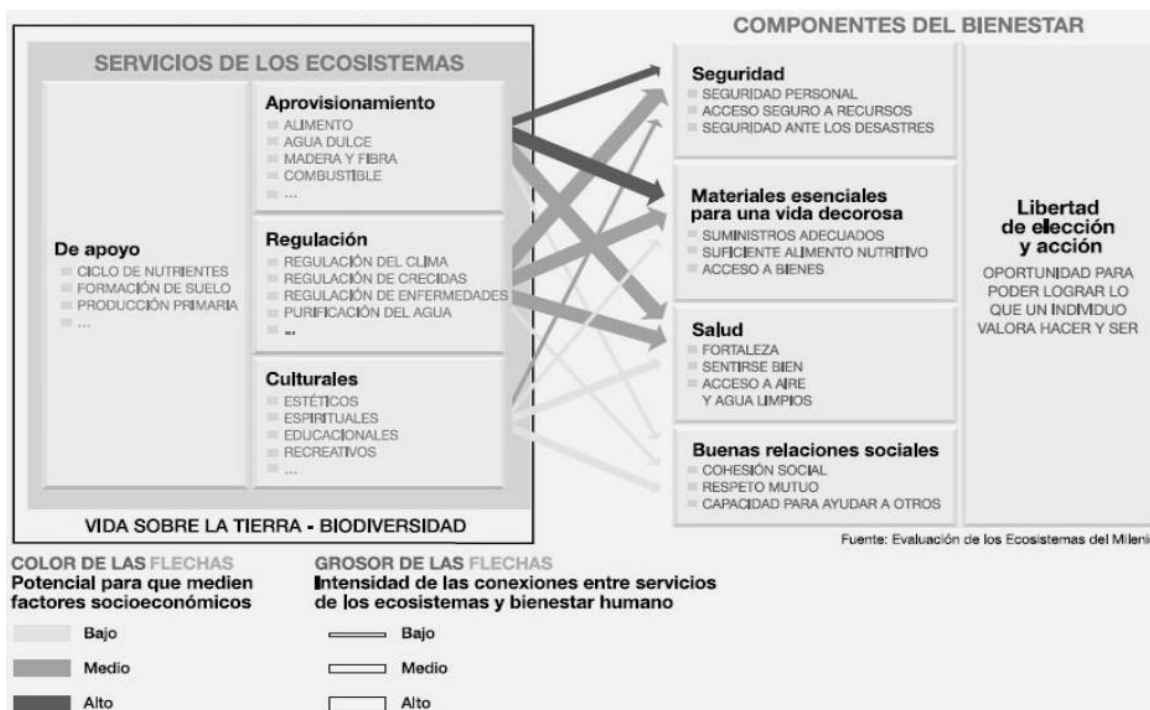 SERVICIOS DE LOS ECOSISTEMAS
De apoyo
CICLO DE NUTRIENTES
FORMACIÓN DE SUELO
PRODUCCIÓN PRIMARIA
...
Aprovisionamiento
ALIMENTO
AGUA DULCE
MADERA Y FIBRA
COMBUSTIBLE
...
Regulación
REGULACIÓN DEL CLIMA
REGULACIÓN DE CRECIDAS
REGULACIÓN DE ENFERMEDADES
PURIFICACIÓN DEL AGUA
...
Culturales
ESTÉTICOS
ESPIRITUALES
EDUCACIONALES
RECREATIVOS
...
VIDA SOBRE LA TIERRA - BIODIVERSIDAD
COMPONENTES DEL BIENESTAR
Seguridad
SEGURIDAD PERSONAL
ACCESO SEGURO A RECURSOS
SEGURIDAD ANTE LOS DESASTRES
Materiales esenciales
para una vida decorosa
SUMINISTROS ADECUADOS
SUFICIENTE ALIMENTO NUTRITIVO
ACCESO A BIENES
Salud
FORTALEZA
SENTIRSE BIEN
ACCESO A AIRE
Y AGUA LIMPIOS
Buenas relaciones sociales
COHESIÓN SOCIAL
RESPETO MUTUO
CAPACIDAD PARA AYUDAR A OTROS
Libertad
de elección
y acción
OPORTUNIDAD PARA
PODER LOGRAR LO
QUE UN INDIVIDUO
VALORA HACER Y SER
Fuente: Evaluación de los Ecosistemas del Milenio
COLOR DE LAS FLECHAS
Potencial para que medien
factores socioeconómicos
Bajo
Medio
Alto
GROSOR DE LAS FLECHAS
Intensidad de las conexiones entre servicios
de los ecosistemas y bienestar humano
Bajo
Medio
Alto